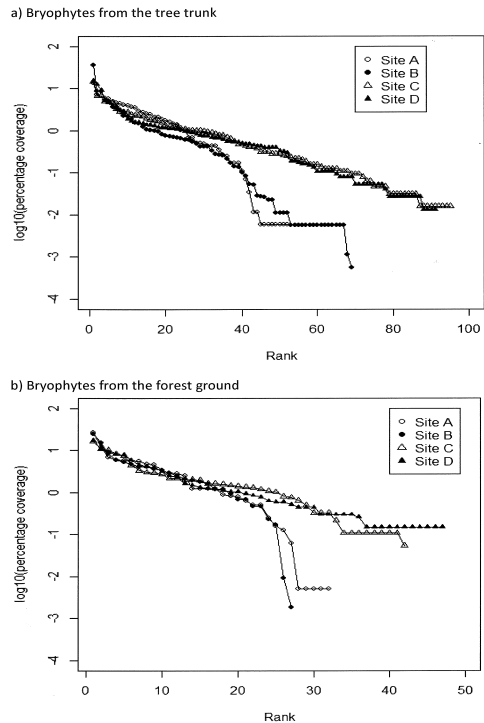 a) Bryophytes from the tree trunk
log10(percentage coverage)
2
1
0
-1
-2
-3
-4
Site A
Site B
Site C
Site D
0 20 40 60 80 100
Rank
b) Bryophytes from the forest ground
log10(percentage coverage)
2
1
0
-1
-2
-3
-4
Site A
Site B
Site C
Site D
0 10 20 30 40 50
Rank